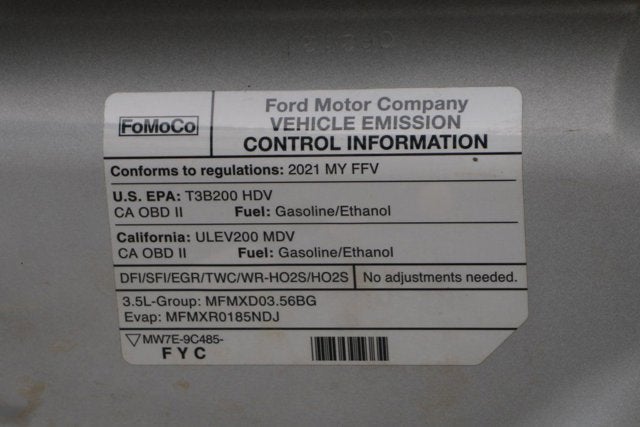 FoMoCo
Ford Motor Company
VEHICLE EMISSION
CONTROL INFORMATION
Conforms to regulations: 2021 MY FFV
U.S. EPA: T3B200 HDV
CA OBD II Fuel: Gasoline/Ethanol
California: ULEV200 MDV
CA OBD II Fuel: Gasoline/Ethanol
DFI/SFI/EGR/TWC/WR-HO2S/HO2S No adjustments needed.
3.5L-Group: MFMXD03.56BG
Evap: MFMXR0185NDJ
MW7E-9C485-
FYC